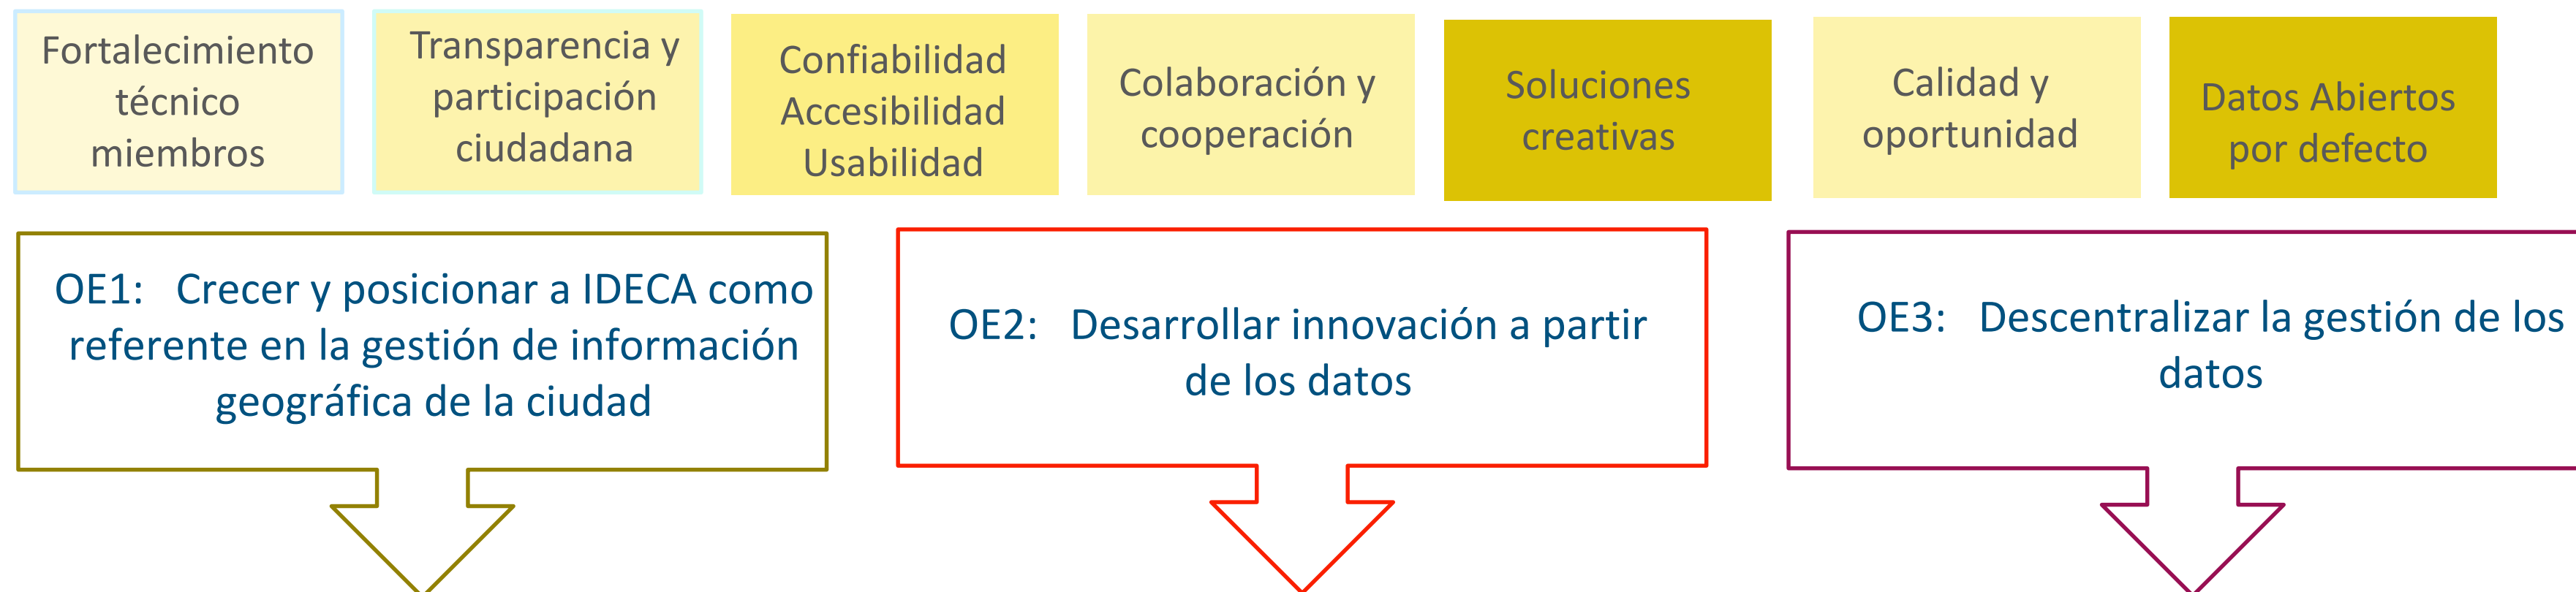 Fortalecimiento
técnico
miembros
Transparencia y
participación
ciudadana
Confiabilidad
Accesibilidad
Usabilidad
Colaboración y
cooperación
Soluciones
creativas
Calidad y
oportunidad
Datos Abiertos
por defecto
OE1: Crecer y posicionar a IDECA como
referente en la gestión de información
geográfica de la ciudad
OE2: Desarrollar innovación a partir
de los datos
OE3: Descentralizar la gestión de los
datos